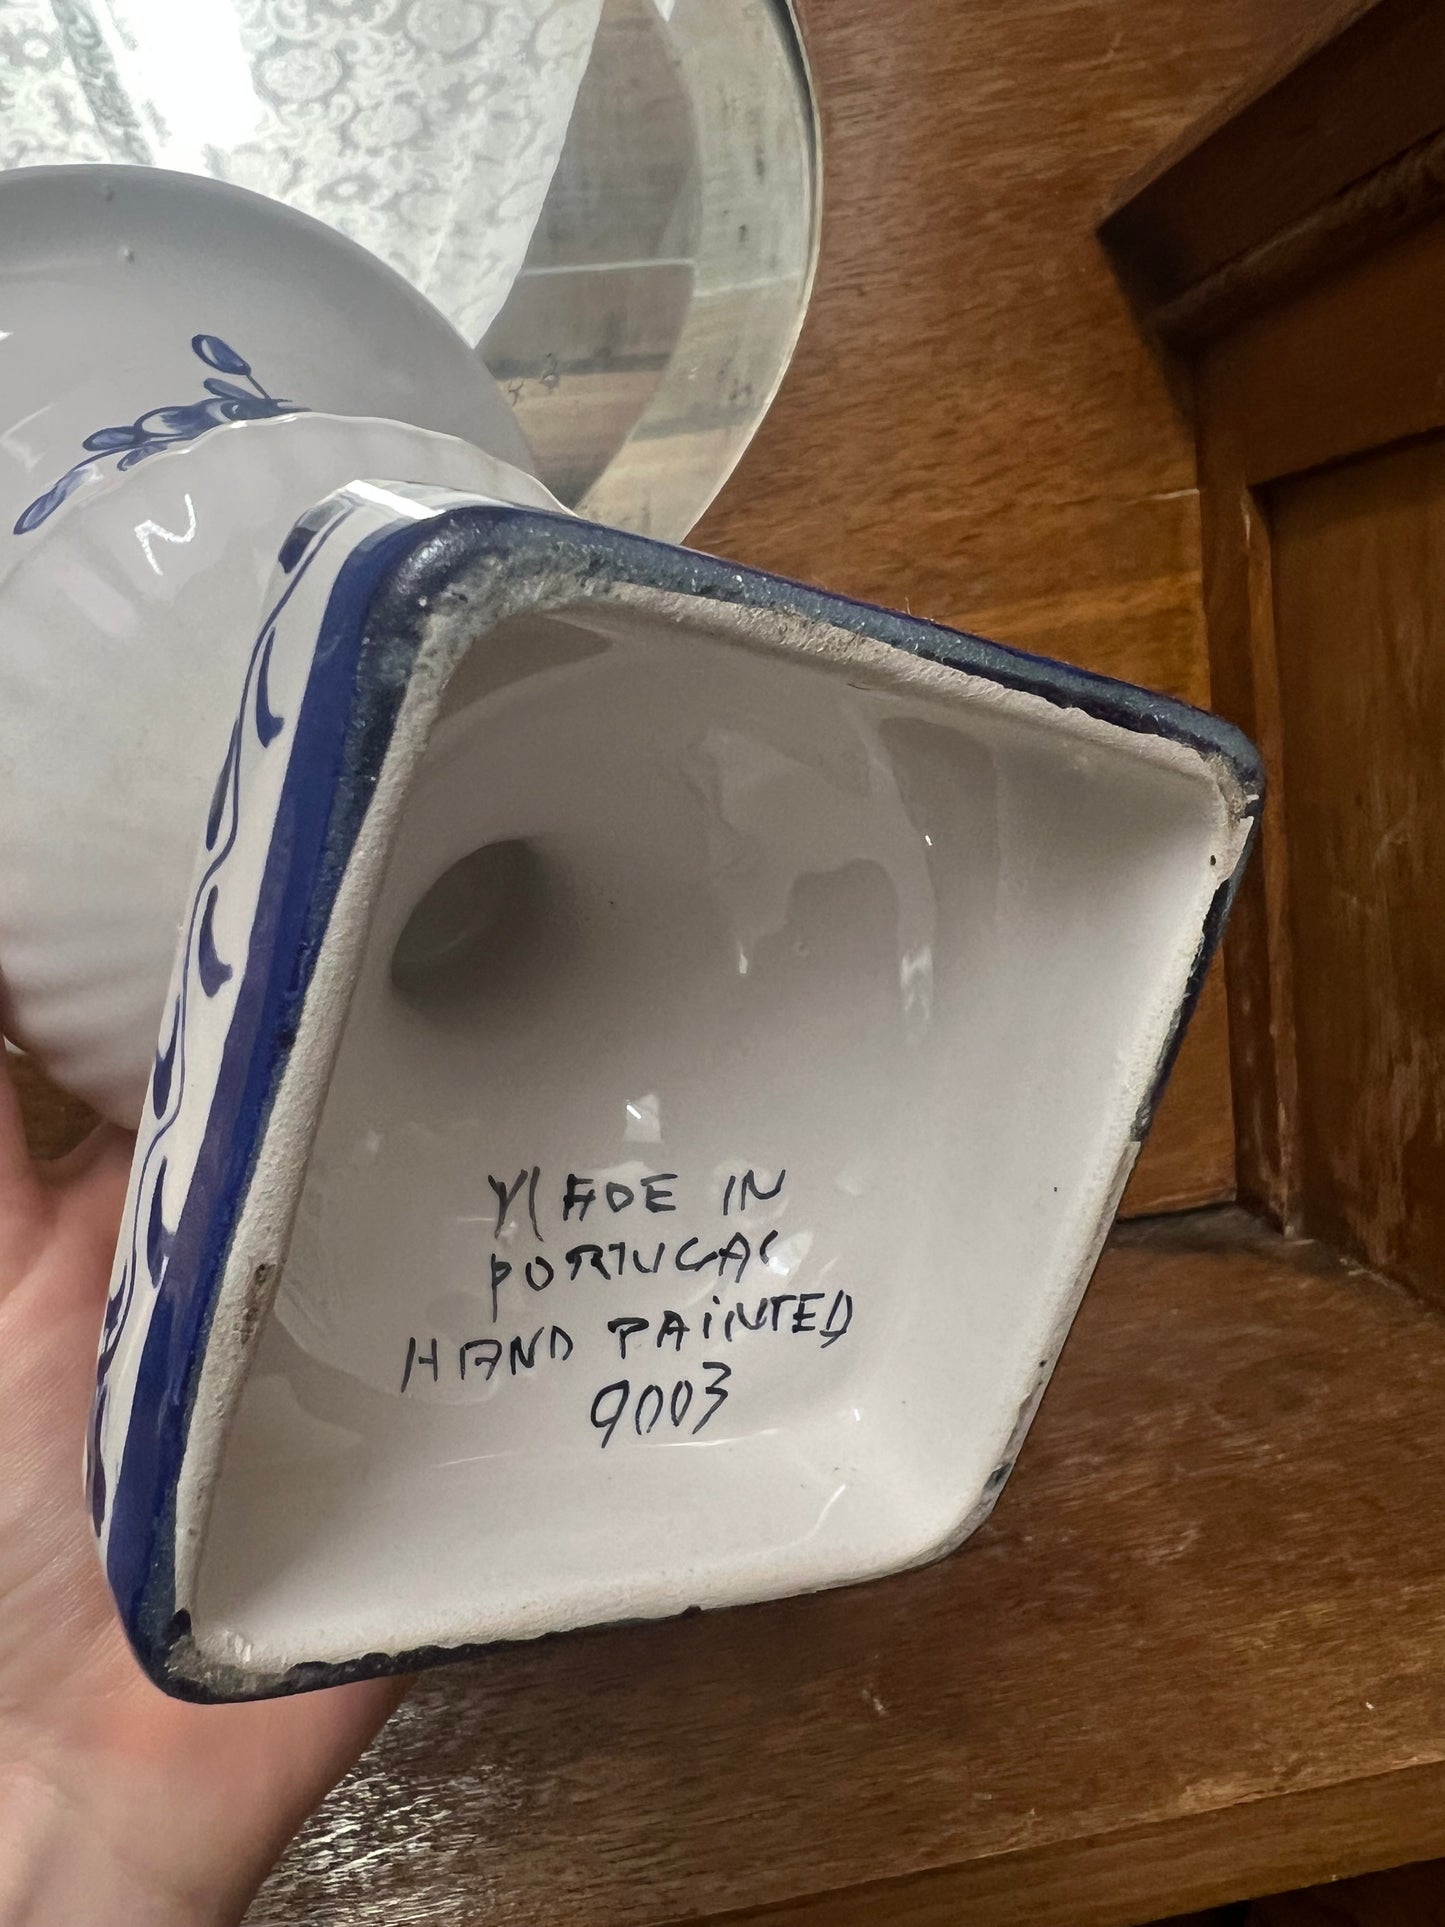 MADE IN
PORTUGAL
HAND PAINTED
9003